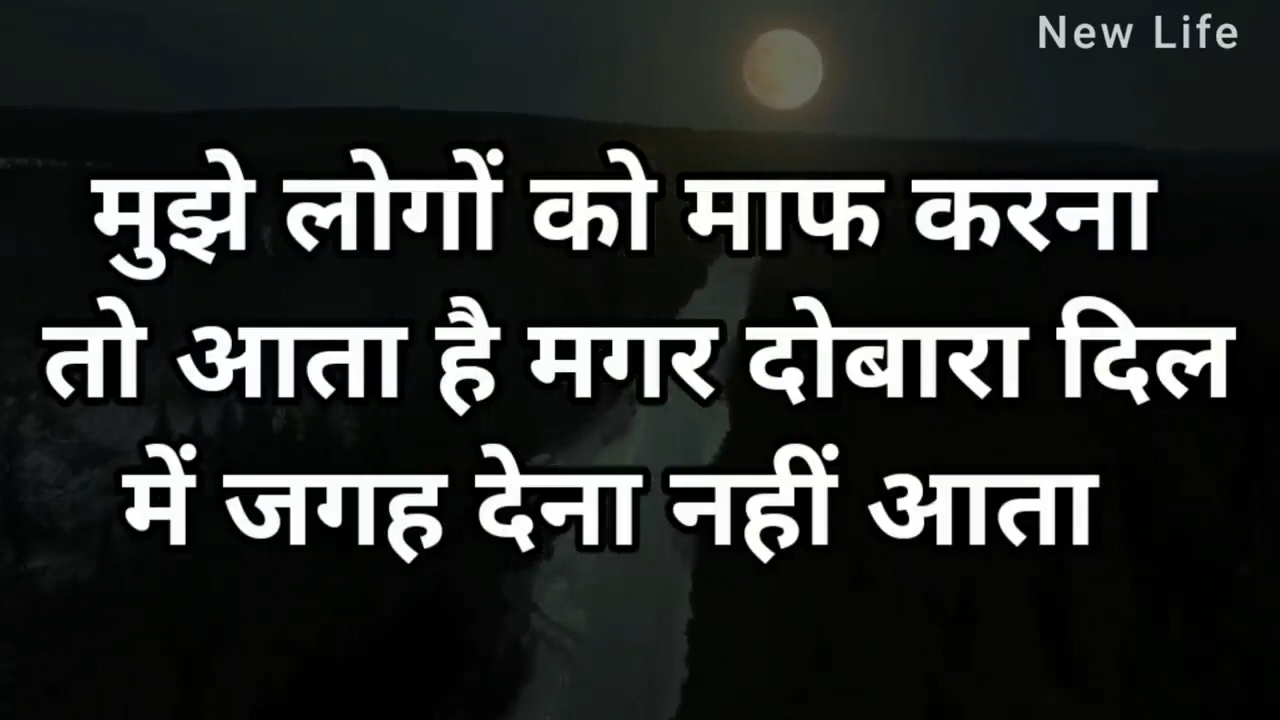 New Life
मुझे लोगों को माफ करना
तो आता है मगर दोबारा दिल
में जगह देना नहीं आता